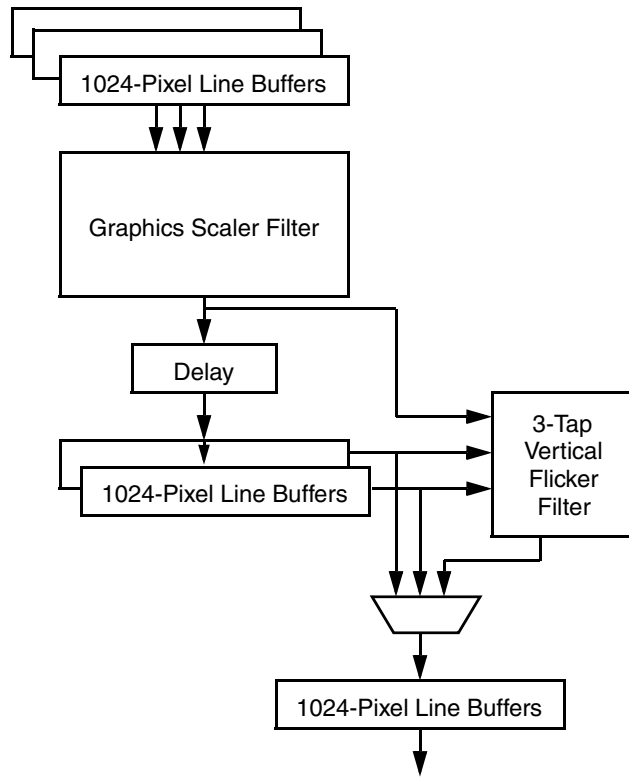 1024-Pixel Line Buffers
Graphics Scaler Filter
Delay
3-Tap
Vertical
Flicker
Filter
1024-Pixel Line Buffers
1024-Pixel Line Buffers